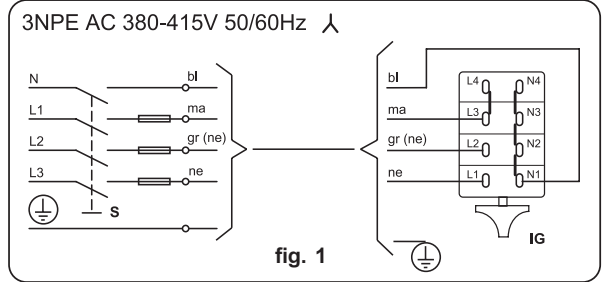 3NPE AC 380-415V 50/60Hz
N bl
L1 ma
L2 gr (ne)
L3 ne
S
bl
ma
gr (ne)
ne
L4 N4
L3 N3
L2 N2
L1 N1
IG
fig. 1